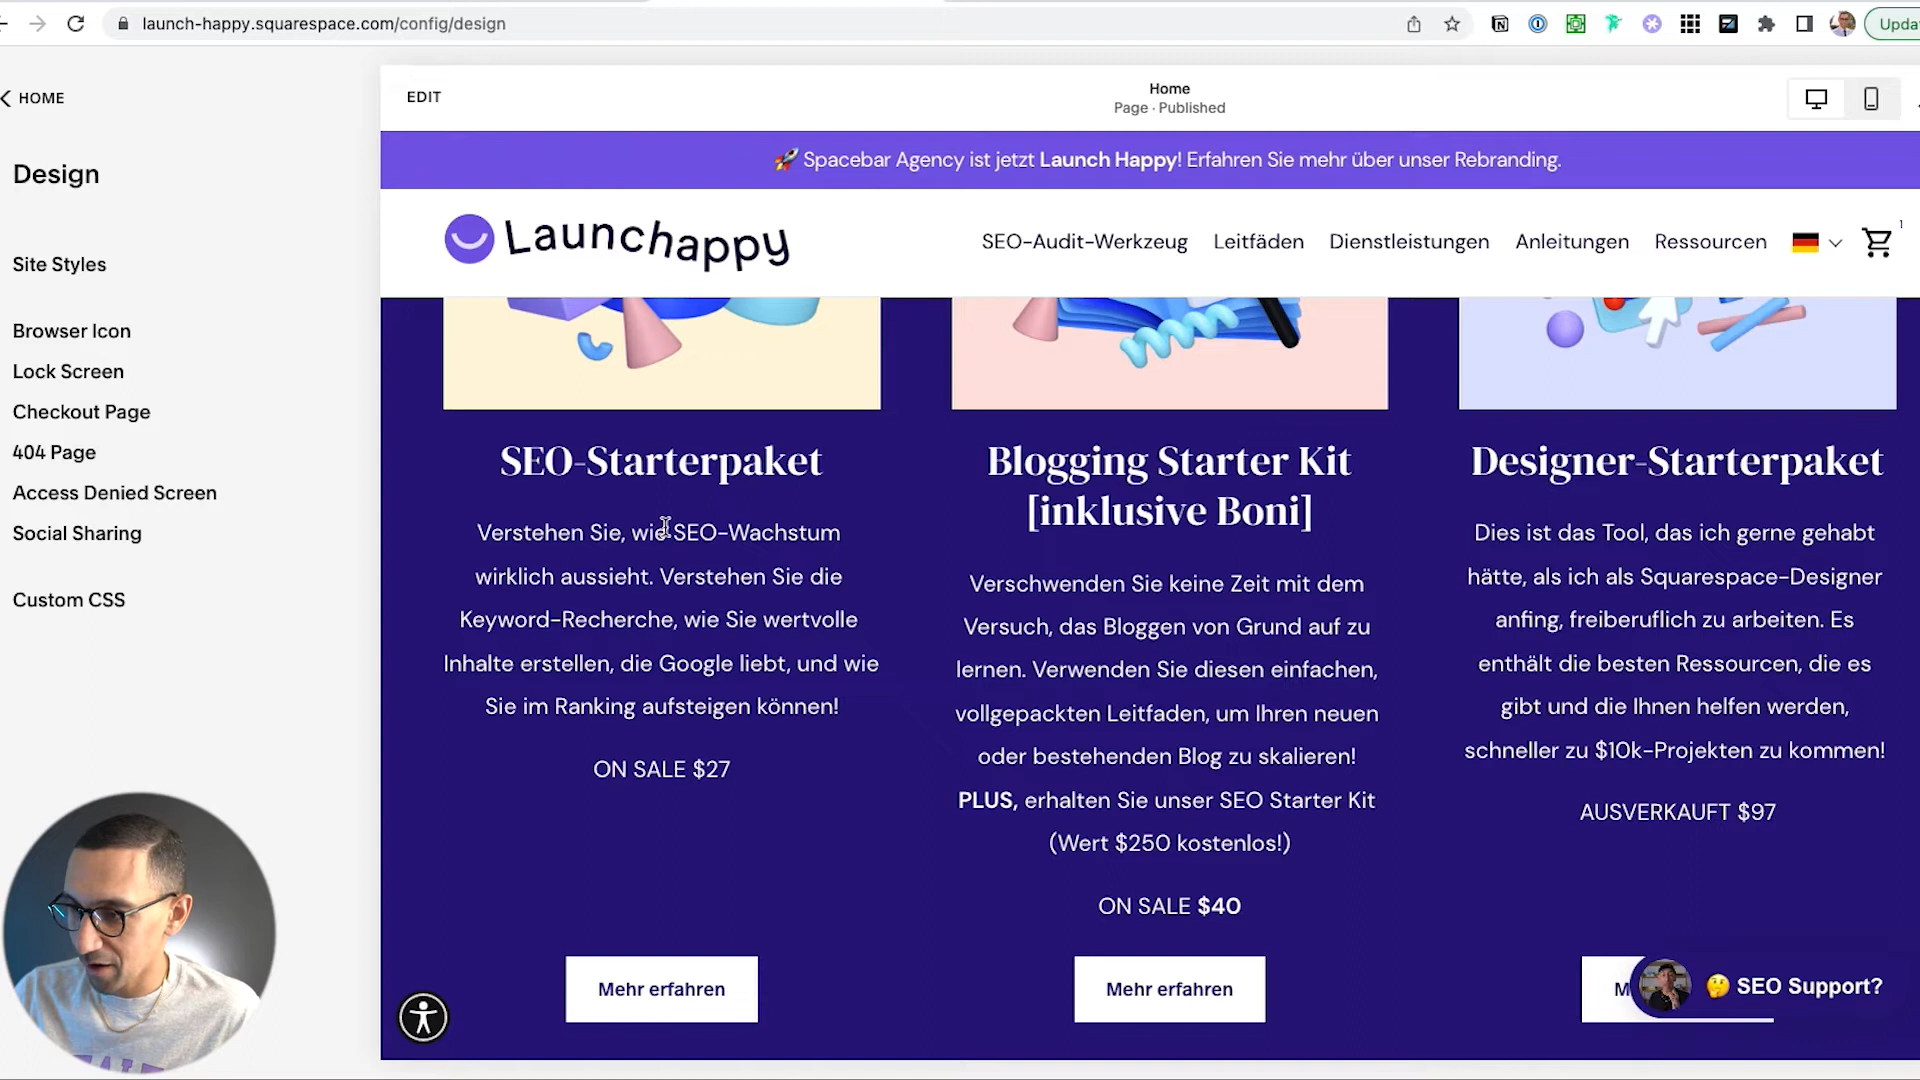 launch-happy.squarespace.com/config/design
Upda
HOME
EDIT
Home
Page · Published
Design
🚀 Spacebar Agency ist jetzt Launch Happy! Erfahren Sie mehr über unser Rebranding.
Launchappy
SEO-Audit-Werkzeug
Leitfäden
Dienstleistungen
Anleitungen
Ressourcen
1
Site Styles
Browser Icon
Lock Screen
Checkout Page
404 Page
Access Denied Screen
Social Sharing
Custom CSS
SEO-Starterpaket
Verstehen Sie, wie SEO-Wachstum
wirklich aussieht. Verstehen Sie die
Keyword-Recherche, wie Sie wertvolle
Inhalte erstellen, die Google liebt, und wie
Sie im Ranking aufsteigen können!
ON SALE $27
Mehr erfahren
Blogging Starter Kit
[inklusive Boni]
Verschwenden Sie keine Zeit mit dem
Versuch, das Bloggen von Grund auf zu
lernen. Verwenden Sie diesen einfachen,
vollgepackten Leitfaden, um Ihren neuen
oder bestehenden Blog zu skalieren!
PLUS, erhalten Sie unser SEO Starter Kit
(Wert $250 kostenlos!)
ON SALE $40
Mehr erfahren
Designer-Starterpaket
Dies ist das Tool, das ich gerne gehabt
hätte, als ich als Squarespace-Designer
anfing, freiberuflich zu arbeiten. Es
enthält die besten Ressourcen, die es
gibt und die Ihnen helfen werden,
schneller zu $10k-Projekten zu kommen!
AUSVERKAUFT $97
M
🤔 SEO Support?